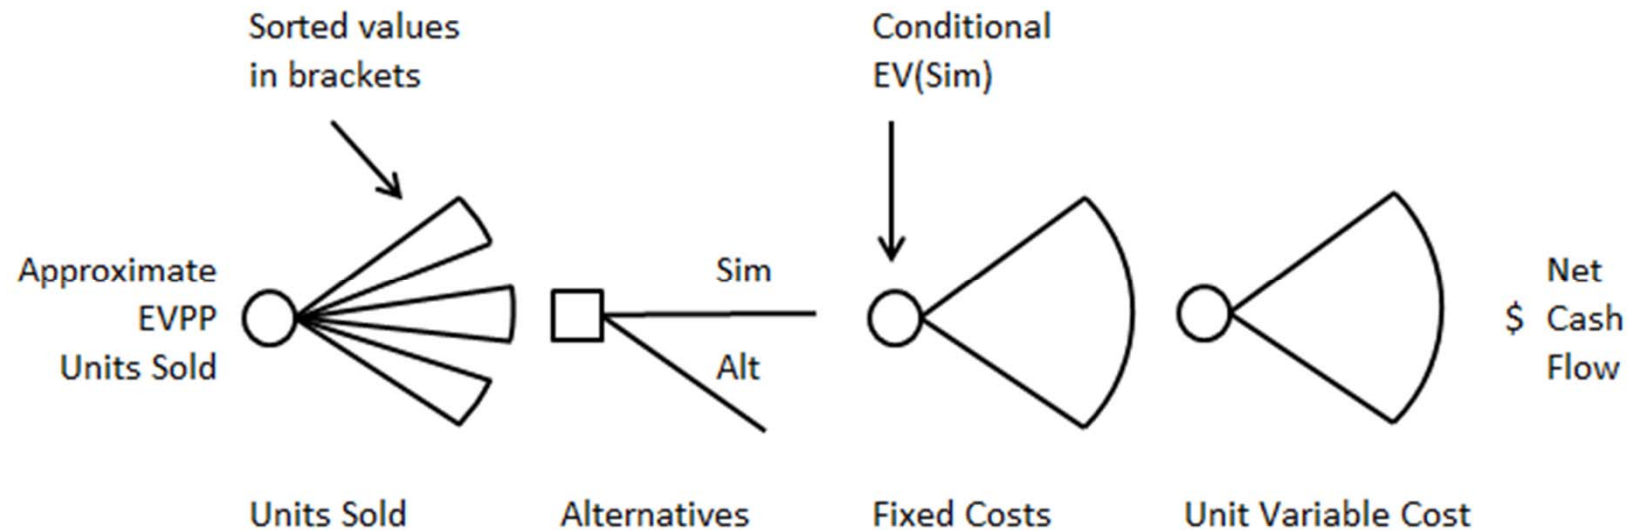 Sorted values
in brackets
Conditional
EV(Sim)
Approximate
EVPP
Units Sold
Sim
Alt
Net
$ Cash
Flow
Units Sold
Alternatives
Fixed Costs
Unit Variable Cost